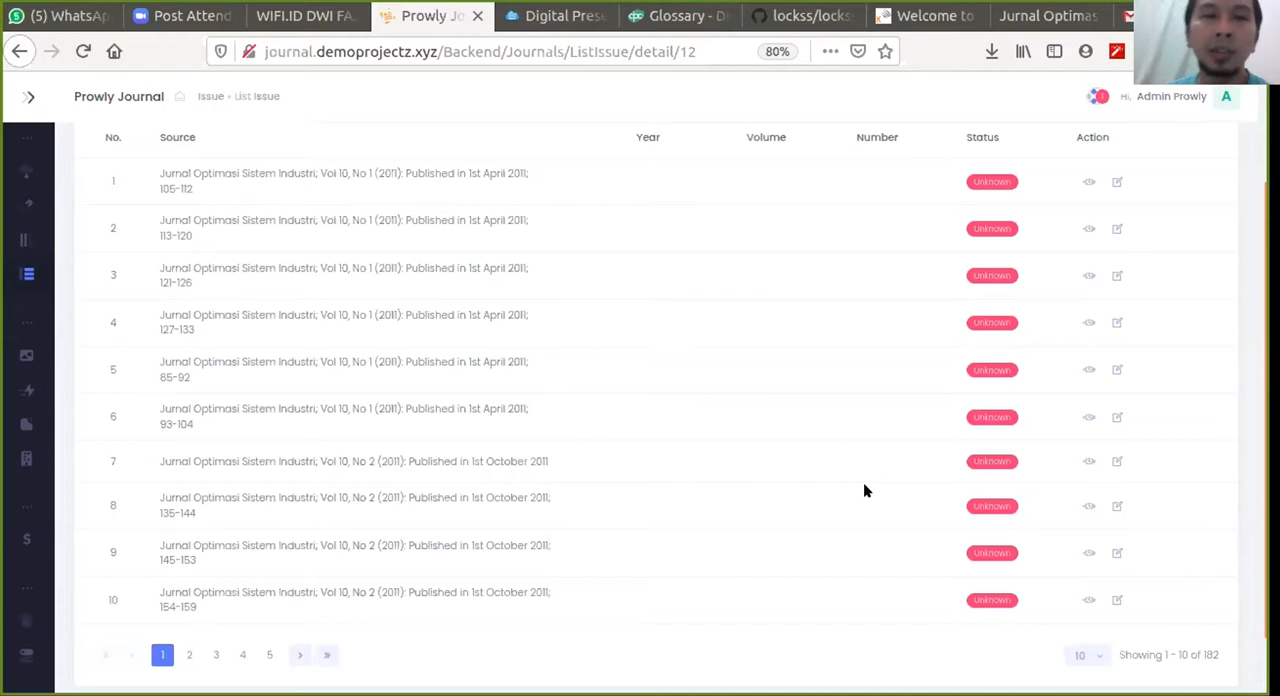 (5) WhatsA
Post Attend
WIFI.ID DWI FA
Prowly Jo
Digital Prese
Glossary - D
lockss/locks
Welcome to
Jurnal Optimas
journal.demoprojectz.xyz/Backend/Journals/ListIssue/detail/12
80%
Prowly Journal
Issue • List Issue
Hi, Admin Prowly A
No. Source Year Volume Number Status Action
1 Jurnal Optimasi Sistem Industri; Vol 10, No 1 (2011): Published in 1st April 2011; Unknown
105-112
2 Jurnal Optimasi Sistem Industri; Vol 10, No 1 (2011): Published in 1st April 2011; Unknown
113-120
3 Jurnal Optimasi Sistem Industri; Vol 10, No 1 (2011): Published in 1st April 2011; Unknown
121-126
4 Jurnal Optimasi Sistem Industri; Vol 10, No 1 (2011): Published in 1st April 2011; Unknown
127-133
5 Jurnal Optimasi Sistem Industri; Vol 10, No 1 (2011): Published in 1st April 2011; Unknown
65-92
6 Jurnal Optimasi Sistem Industri; Vol 10, No 1 (2011): Published in 1st April 2011; Unknown
93-104
7 Jurnal Optimasi Sistem Industri; Vol 10, No 2 (2011): Published in 1st October 2011 Unknown
8 Jurnal Optimasi Sistem Industri; Vol 10, No 2 (2011): Published in 1st October 2011; Unknown
135-144
9 Jurnal Optimasi Sistem Industri; Vol 10, No 2 (2011): Published in 1st October 2011; Unknown
145-153
10 Jurnal Optimasi Sistem Industri; Vol 10, No 2 (2011): Published in 1st October 2011; Unknown
154-159
1 2 3 4 5 › »
10 Showing 1 - 10 of 182